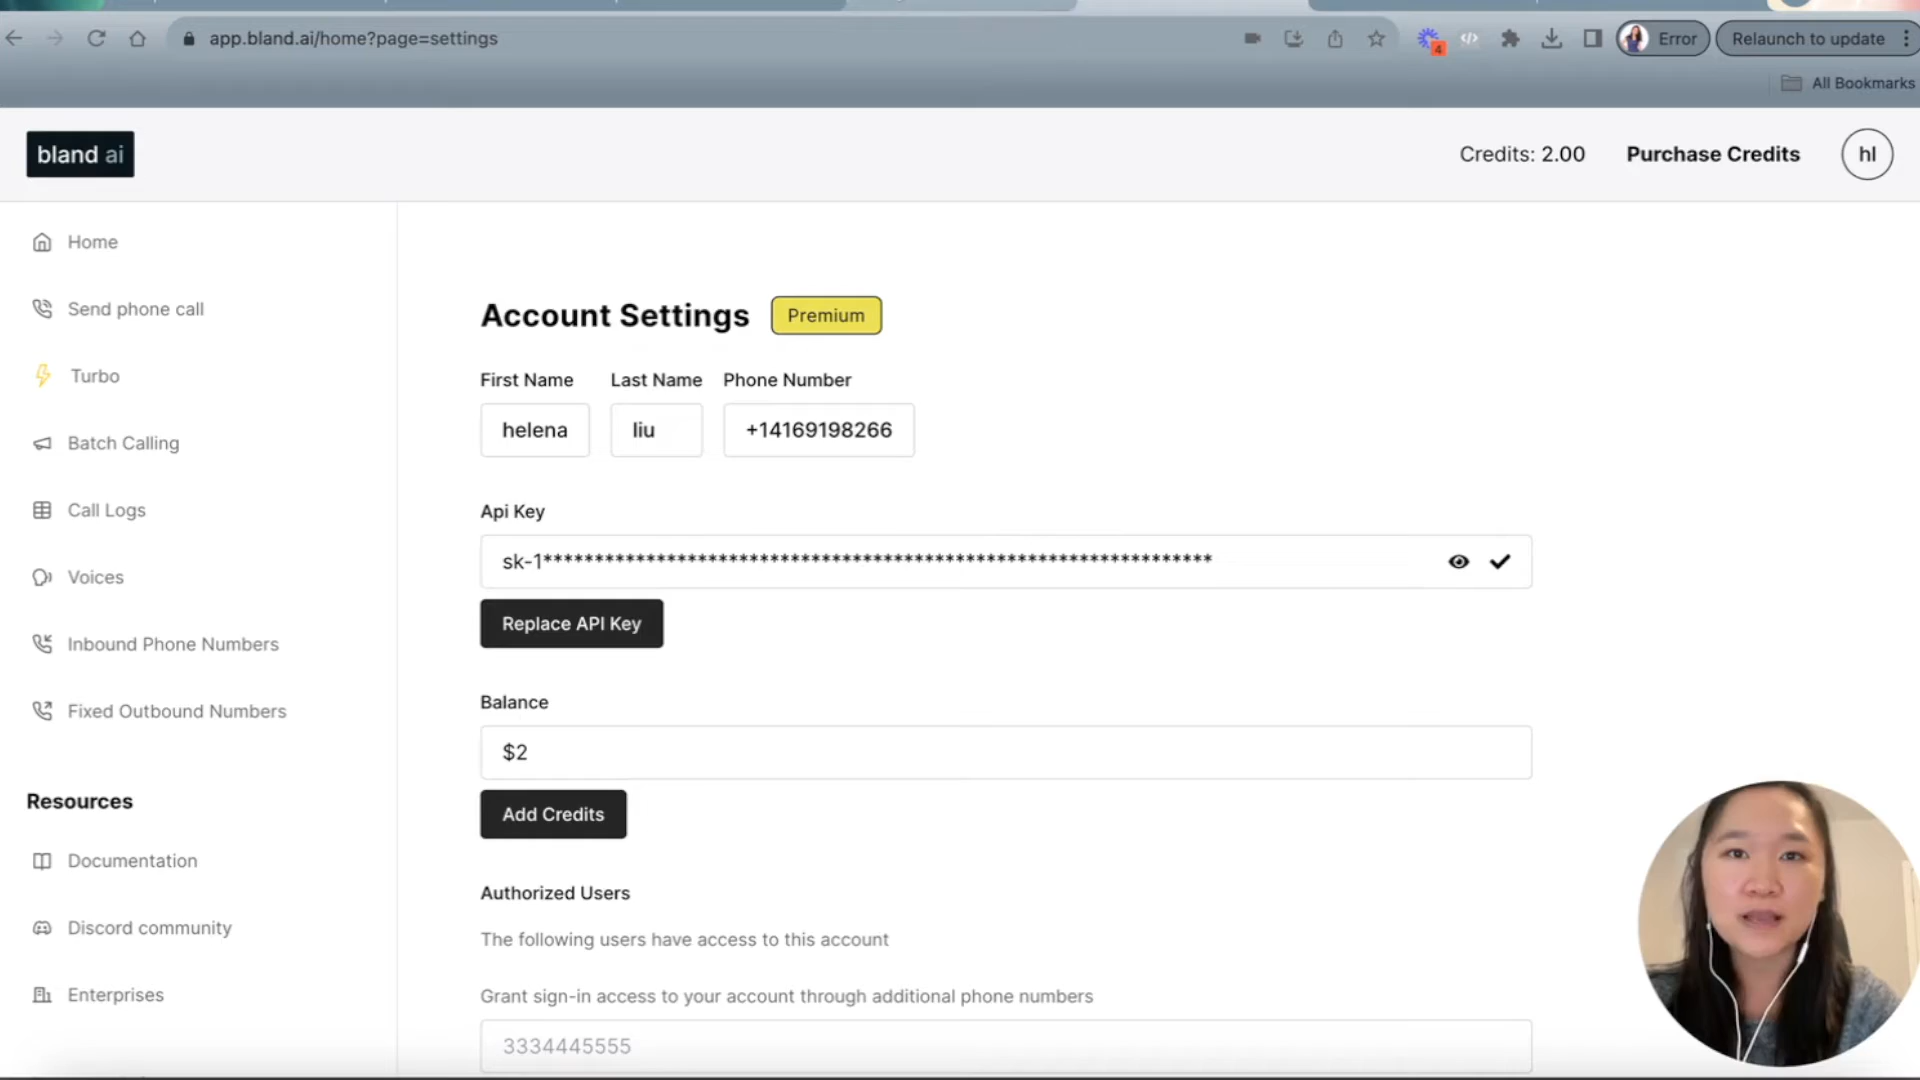 app.bland.ai/home?page=settings
4
Error
Relaunch to update
All Bookmarks
bland ai
Credits: 2.00
Purchase Credits
hl
Home
Send phone call
Turbo
Batch Calling
Call Logs
Voices
Inbound Phone Numbers
Fixed Outbound Numbers
Resources
Documentation
Discord community
Enterprises
Account Settings
Premium
First Name Last Name Phone Number
helena liu +14169198266
Api Key
sk-1*****************************************************************
Replace API Key
Balance
$2
Add Credits
Authorized Users
The following users have access to this account
Grant sign-in access to your account through additional phone numbers
3334445555